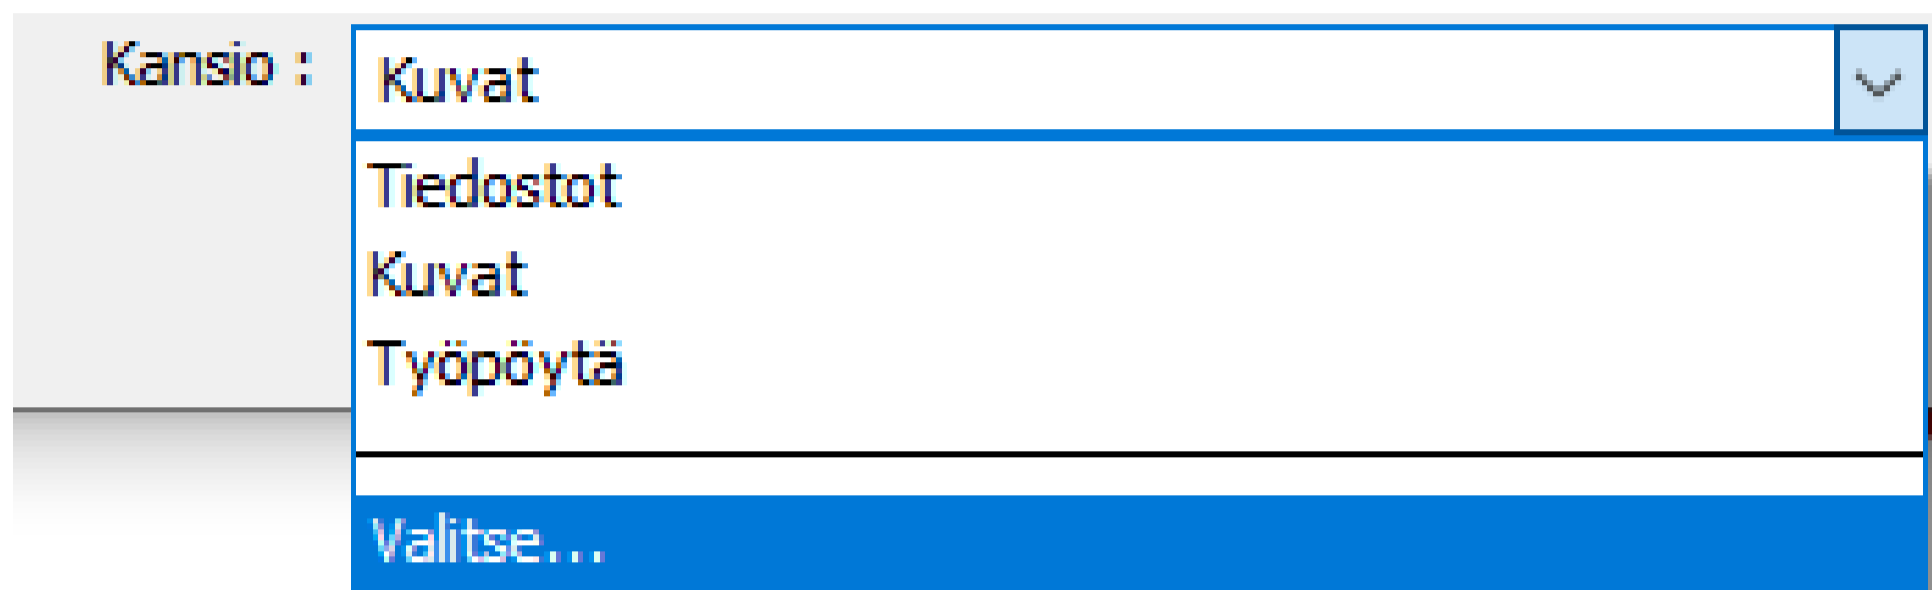 Kansio : Kuvat
Tiedostot
Kuvat
Työpöytä
Valitse...